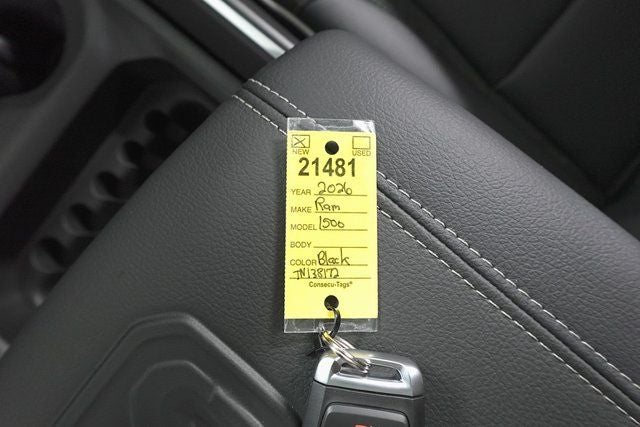 NEW USED
21481
YEAR 2026
MAKE Ram
MODEL 1500
BODY
COLOR Black
TN138172
Consecu-Tags®